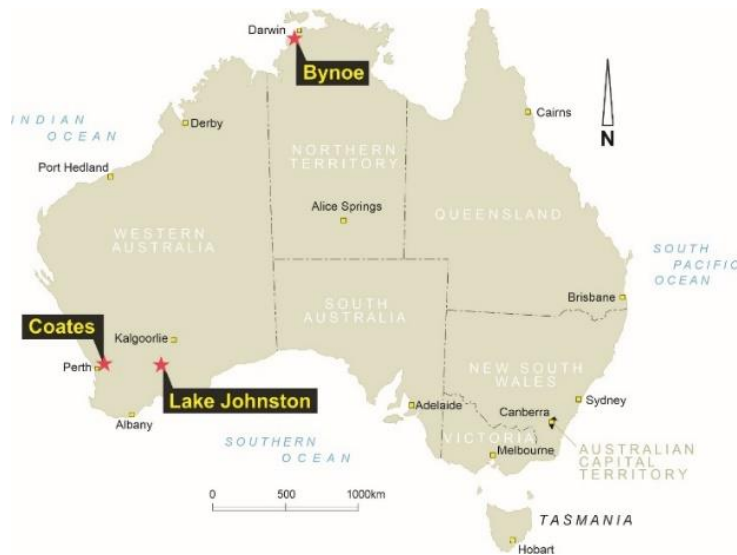 Darwin
Bynoe
INDIAN
OCEAN
Derby
Cairns
N
Port Hedland
NORTHERN
TERRITORY
Alice Springs
QUEENSLAND
WESTERN
AUSTRALIA
SOUTH
PACIFIC
OCEAN
SOUTH
AUSTRALIA
Brisbane
Coates
Kalgoorlie
Perth
NEW SOUTH
WALES
Lake Johnston
Adelaide
Canberra
Sydney
Albany
SOUTHERN
OCEAN
VICTORIA
Melbourne
AUSTRALIAN
CAPITAL
TERRITORY
0 500 1000km
TASMANIA
Hobart